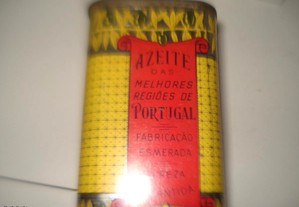 AZEITE
DAS
MELHORES
REGIÕES DE
PORTUGAL
FABRICAÇÃO
ESMERADA